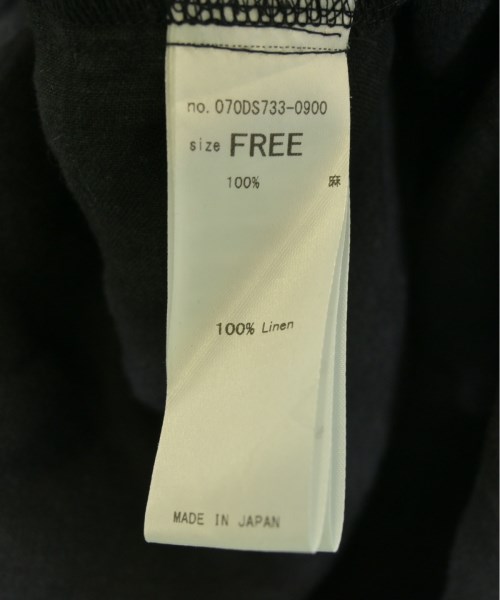 no. 070DS733-0900
size FREE
100% 麻
100% Linen
MADE IN JAPAN